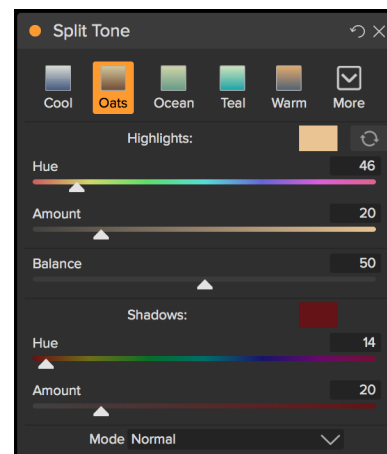 Split Tone
Cool Oats Ocean Teal Warm More
Highlights:
Hue 46
Amount 20
Balance 50
Shadows:
Hue 14
Amount 20
Mode Normal